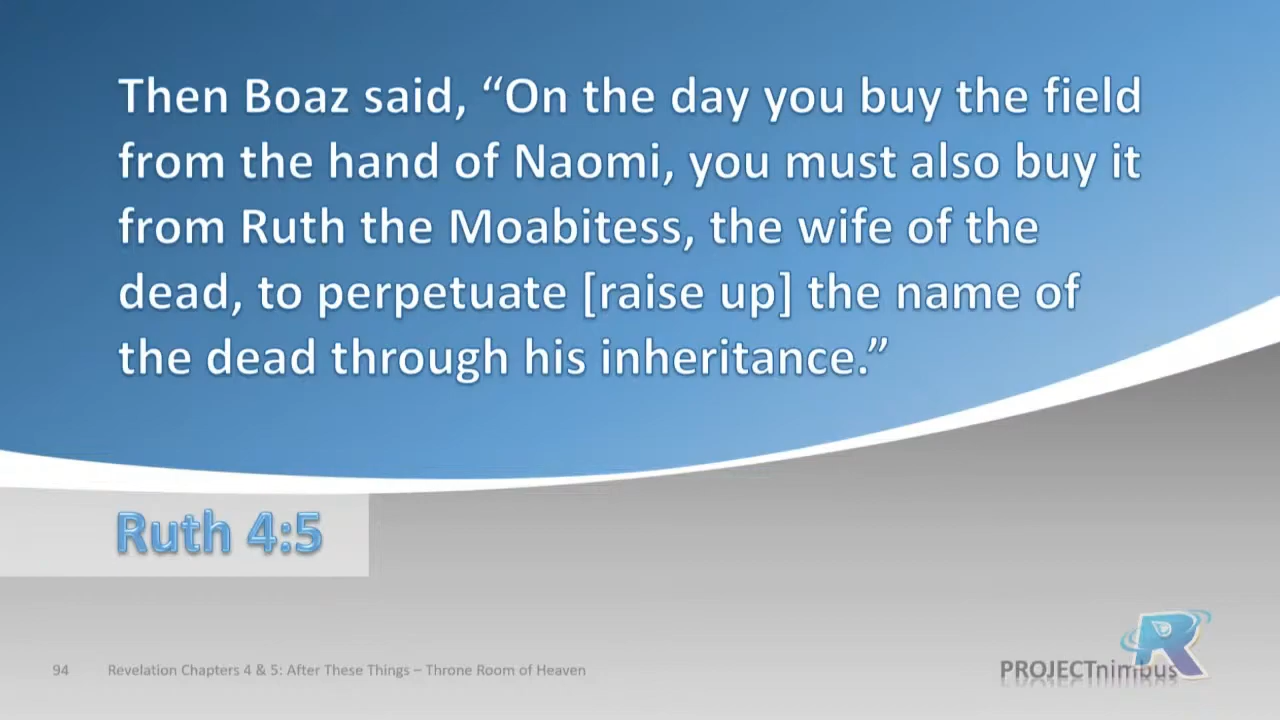 Then Boaz said, “On the day you buy the field
from the hand of Naomi, you must also buy it
from Ruth the Moabitess, the wife of the
dead, to perpetuate [raise up] the name of
the dead through his inheritance.”
Ruth 4:5
94 Revelation Chapters 4 & 5: After These Things – Throne Room of Heaven
PROJECTnimbus
R